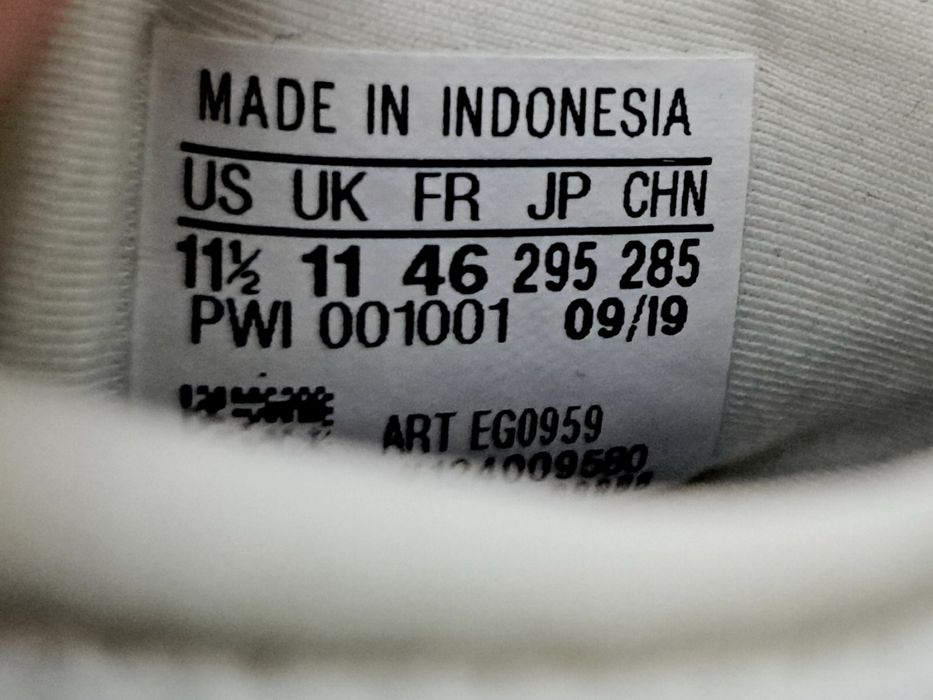 MADE IN INDONESIA
US UK FR JP CHN
11½ 11 46 295 285
PWI 001001 09/19
ART EG0959